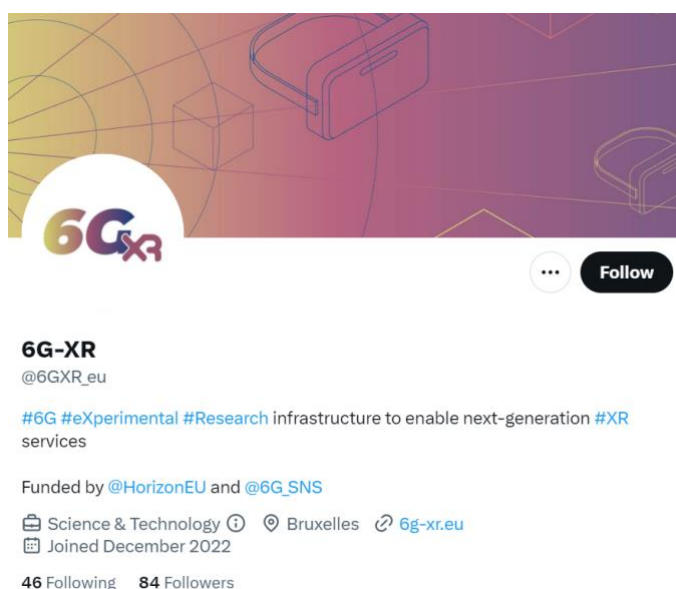 6GXR
Follow
6G-XR
@6GXR_eu
#6G #eXperimental #Research infrastructure to enable next-generation #XR
services
Funded by @HorizonEU and @6G_SNS
Science & Technology Bruxelles 6g-xr.eu
Joined December 2022
46 Following 84 Followers